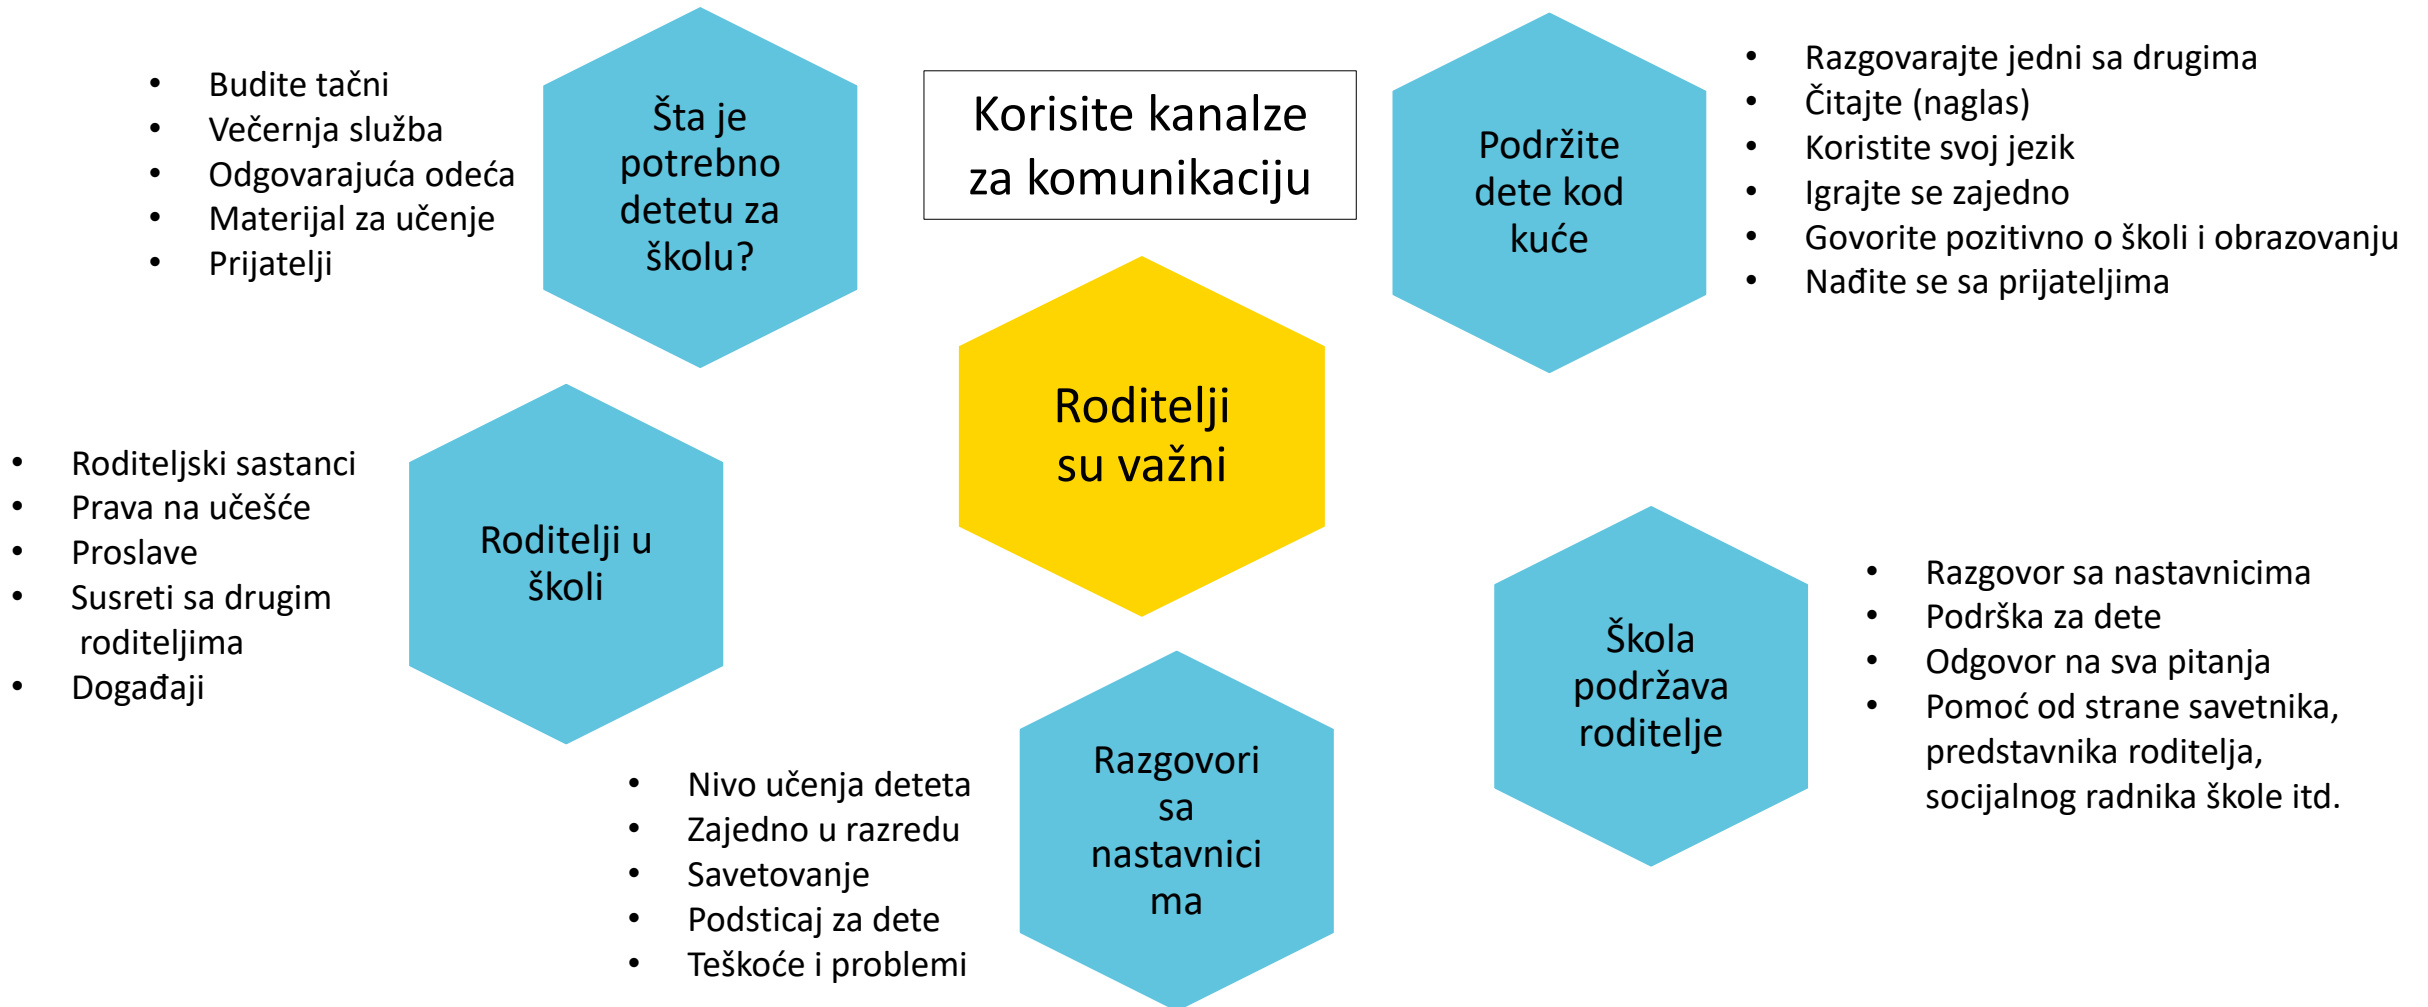 Korisite kanalze
za komunikaciju
Šta je
potrebno
detetu za
školu?
• Budite tačni
• Večernja služba
• Odgovarajuća odeća
• Materijal za učenje
• Prijatelji
Podržite
dete kod
kuće
• Razgovarajte jedni sa drugima
• Čitajte (naglas)
• Koristite svoj jezik
• Igrajte se zajedno
• Govorite pozitivno o školi i obrazovanju
• Nađite se sa prijateljima
Roditelji
su važni
Roditelji u
školi
• Roditeljski sastanci
• Prava na učešće
• Proslave
• Susreti sa drugim
roditeljima
• Događaji
Škola
podržava
roditelje
• Razgovor sa nastavnicima
• Podrška za dete
• Odgovor na sva pitanja
• Pomoć od strane savetnika,
predstavnika roditelja,
socijalnog radnika škole itd.
Razgovori
sa
nastavnici
ma
• Nivo učenja deteta
• Zajedno u razredu
• Savetovanje
• Podsticaj za dete
• Teškoće i problemi